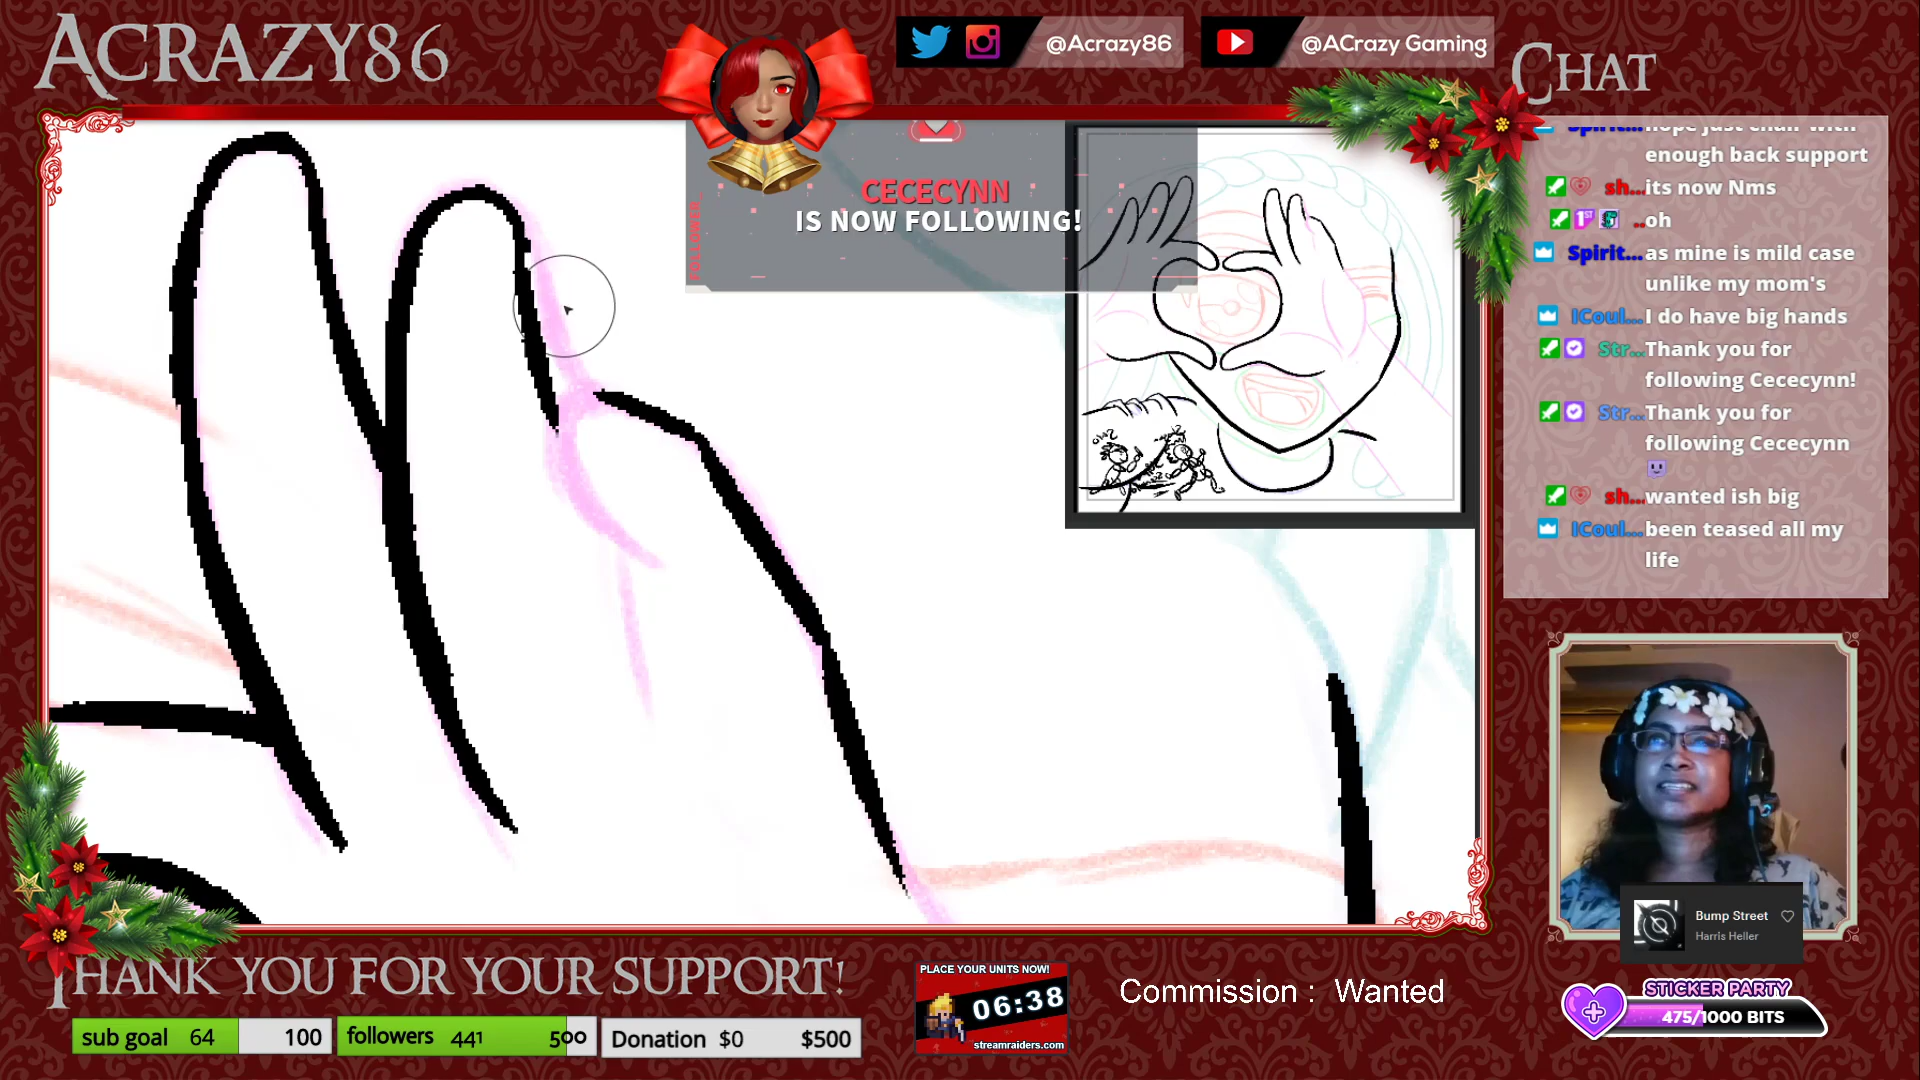 ACRAZY86
@Acrazy86
@ACrazy Gaming
CHAT
FOLLOWER_
CECECYNN
IS NOW FOLLOWING!
enough back support
sh...its now Nms
1ST ..oh
Spirit...as mine is mild case
unlike my mom's
ICoul...I do have big hands
Str...Thank you for
following Cececynn!
Str...Thank you for
following Cececynn
sh...wanted ish big
ICoul...been teased all my
life
Bump Street
Harris Heller
THANK YOU FOR YOUR SUPPORT!
sub goal 64 100
followers 441 500
Donation $0 $500
PLACE YOUR UNITS NOW!
06:38
streamraiders.com
Commission : Wanted
STICKER PARTY
475/1000 BITS